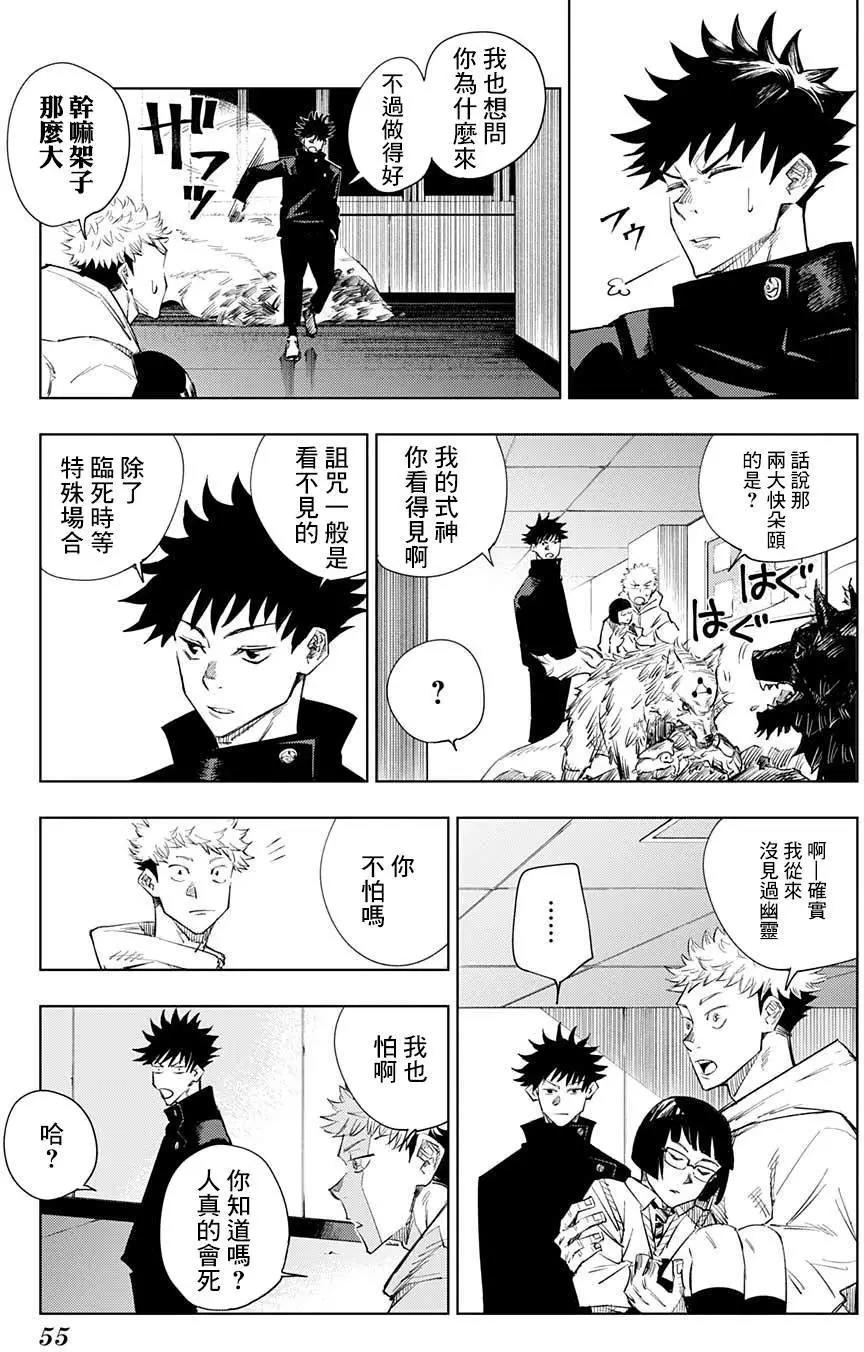 フゥ
我也想問
你為什麼來
不過做得好
ザッザッ
幹嘛架子
那麼大
話說那
兩大快朵頤
的是？
はぐ
はぐ
我的式神
你看得見啊
？
詛咒一般是
看不見的
除了
臨死時等
特殊場合
啊—確實
我從來
沒見過幽靈
……
你
不怕嗎
我也
怕啊
哈？
你知道嗎？
人真的會死
55